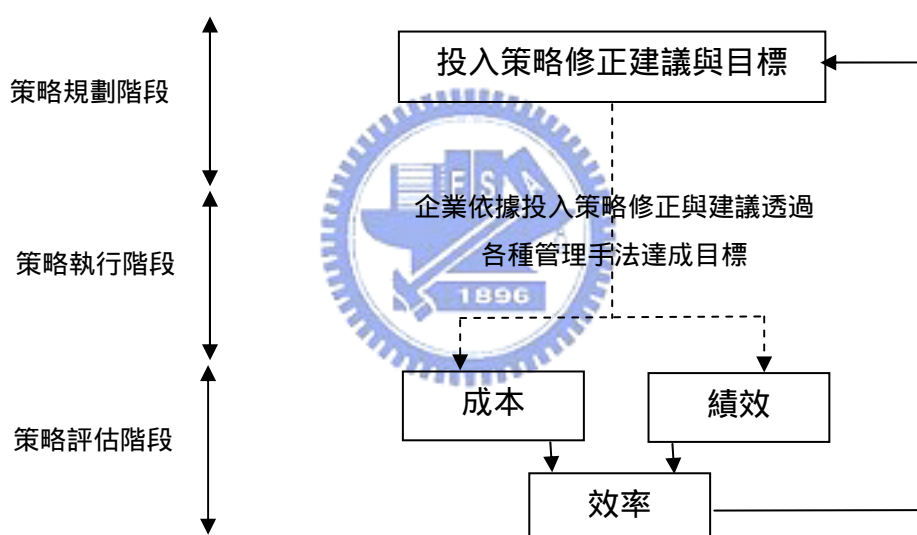 投入策略修正建議與目標
策略規劃階段
E S A
企業依據投入策略修正與建議透過
各種管理手法達成目標
策略執行階段
1896
成本
績效
策略評估階段
效率